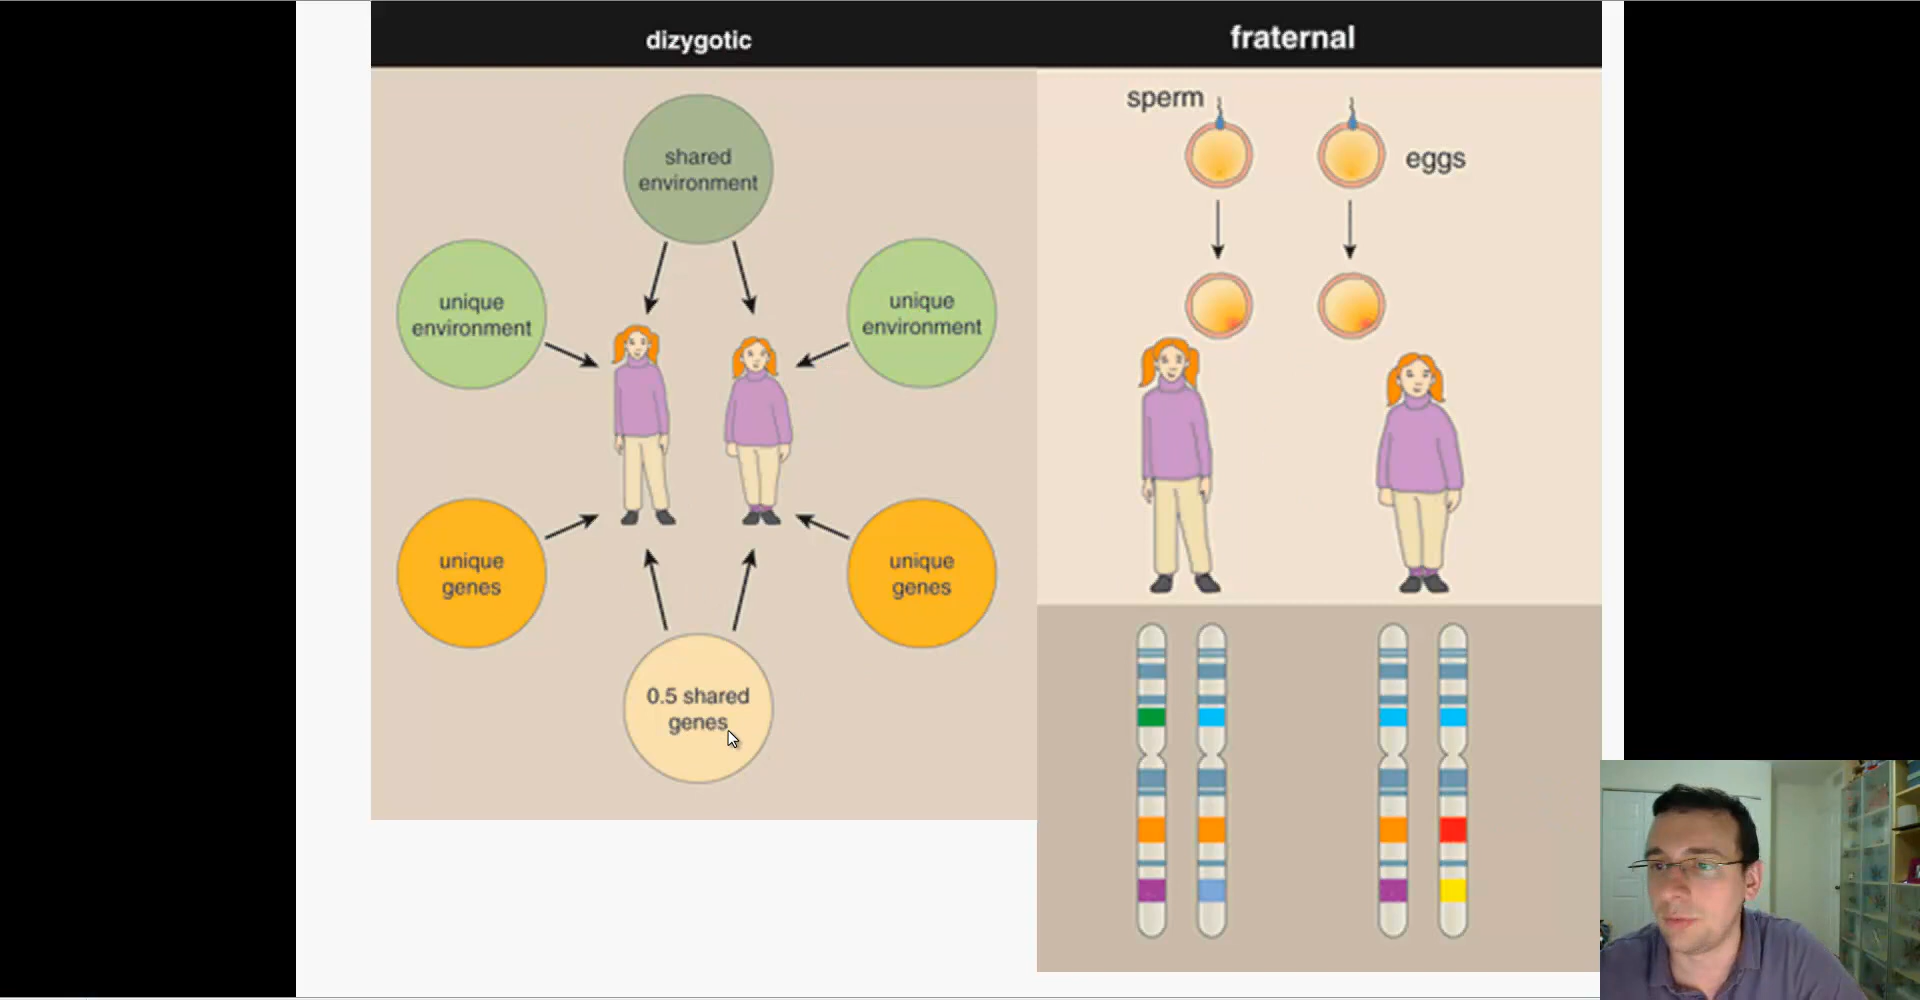 dizygotic
shared
environment
unique
environment
unique
environment
unique
genes
unique
genes
0.5 shared
genes
fraternal
sperm
eggs